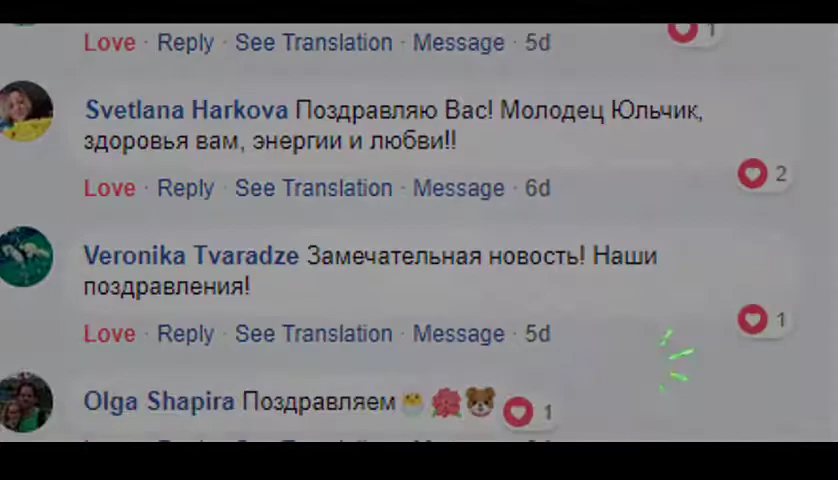 1
Love · Reply · See Translation · Message · 5d
Svetlana Harkova Поздравляю Вас! Молодец Юльчик,
здоровья вам, энергии и любви!!
2
Love · Reply · See Translation · Message · 6d
Veronika Tvaradze Замечательная новость! Наши
поздравления!
1
Love · Reply · See Translation · Message · 5d
Olga Shapira Поздравляем🐣🌺🐻 1